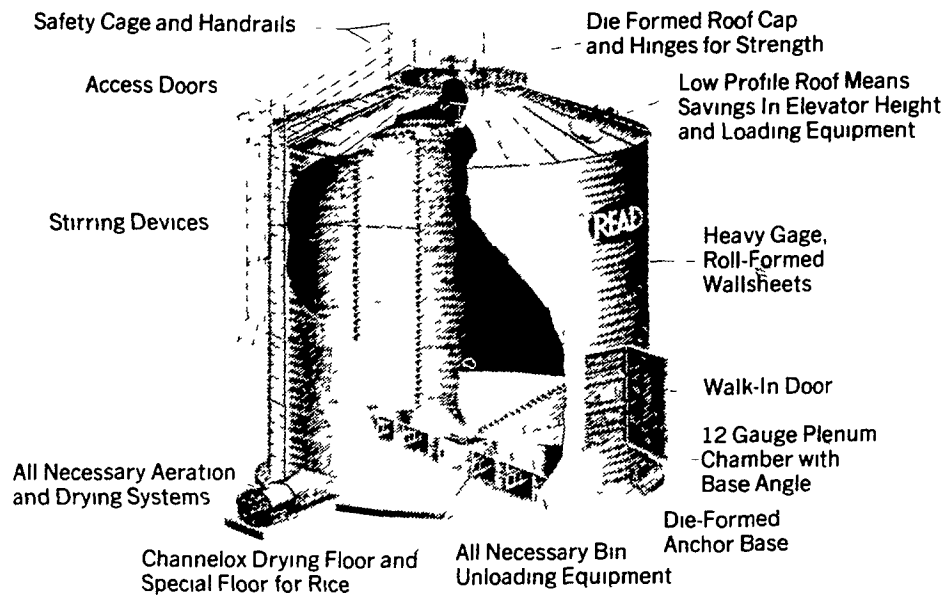 Safety Cage and Handrails
Die Formed Roof Cap
and Hinges for Strength
Access Doors
Low Profile Roof Means
Savings In Elevator Height
and Loading Equipment
READ
Stirring Devices
Heavy Gage,
Roll-Formed
Wallsheets
Walk-In Door
12 Gauge Plenum
Chamber with
Base Angle
All Necessary Aeration
and Drying Systems
Die-Formed
Anchor Base
Channelox Drying Floor and
Special Floor for Rice
All Necessary Bin
Unloading Equipment